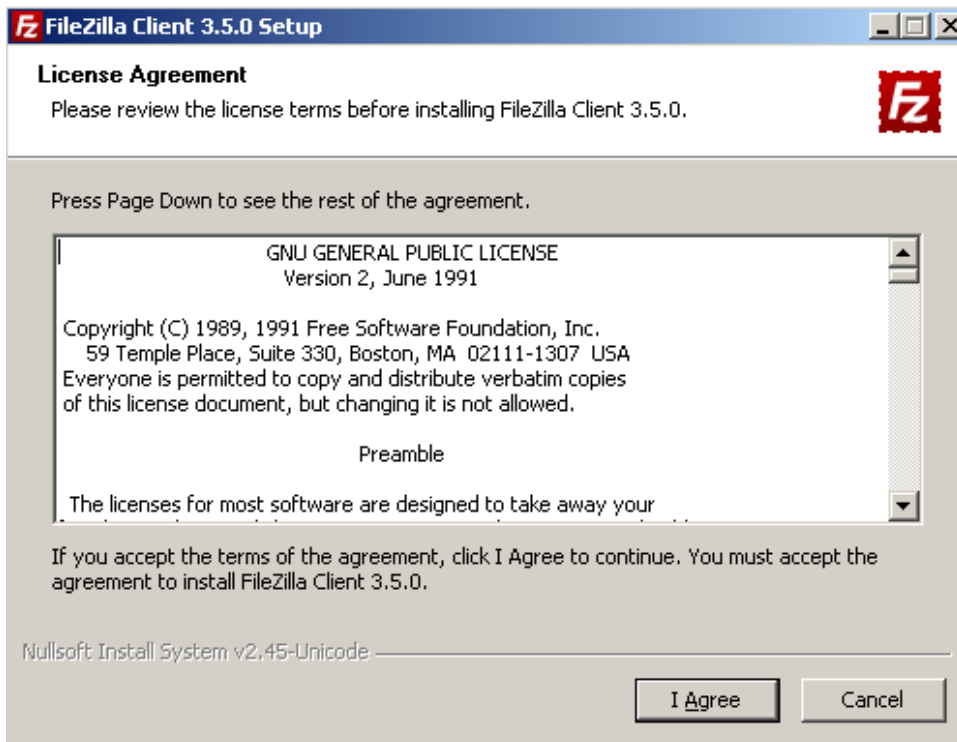 FileZilla Client 3.5.0 Setup
License Agreement
Please review the license terms before installing FileZilla Client 3.5.0.
Fz
Press Page Down to see the rest of the agreement.
GNU GENERAL PUBLIC LICENSE
Version 2, June 1991
Copyright (C) 1989, 1991 Free Software Foundation, Inc.
59 Temple Place, Suite 330, Boston, MA  02111-1307  USA
Everyone is permitted to copy and distribute verbatim copies
of this license document, but changing it is not allowed.
Preamble
The licenses for most software are designed to take away your
If you accept the terms of the agreement, click I Agree to continue. You must accept the
agreement to install FileZilla Client 3.5.0.
Nullsoft Install System v2.45-Unicode
I Agree
Cancel